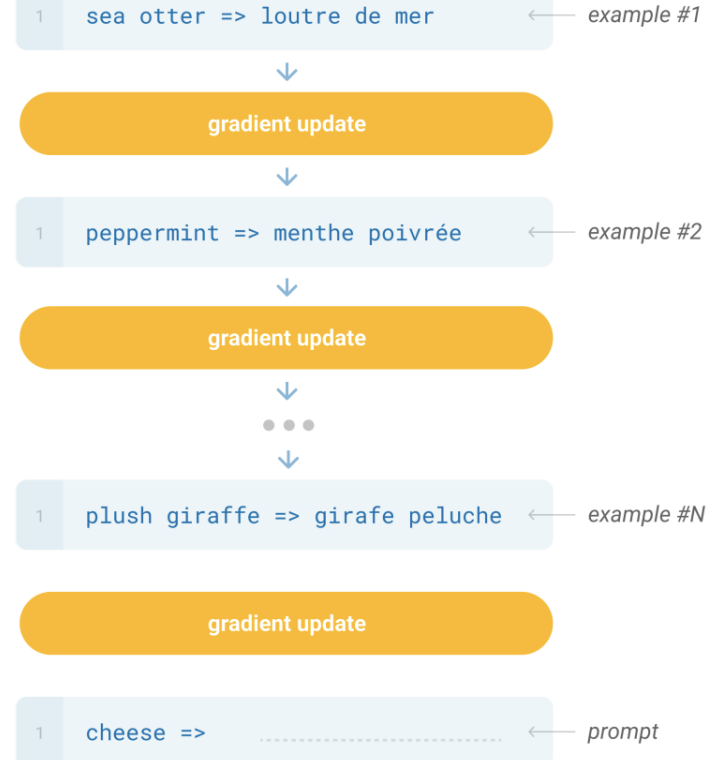 1 sea otter => loutre de mer example #1
gradient update
1 peppermint => menthe poivrée example #2
gradient update
1 plush giraffe => girafe peluche example #N
gradient update
1 cheese => prompt